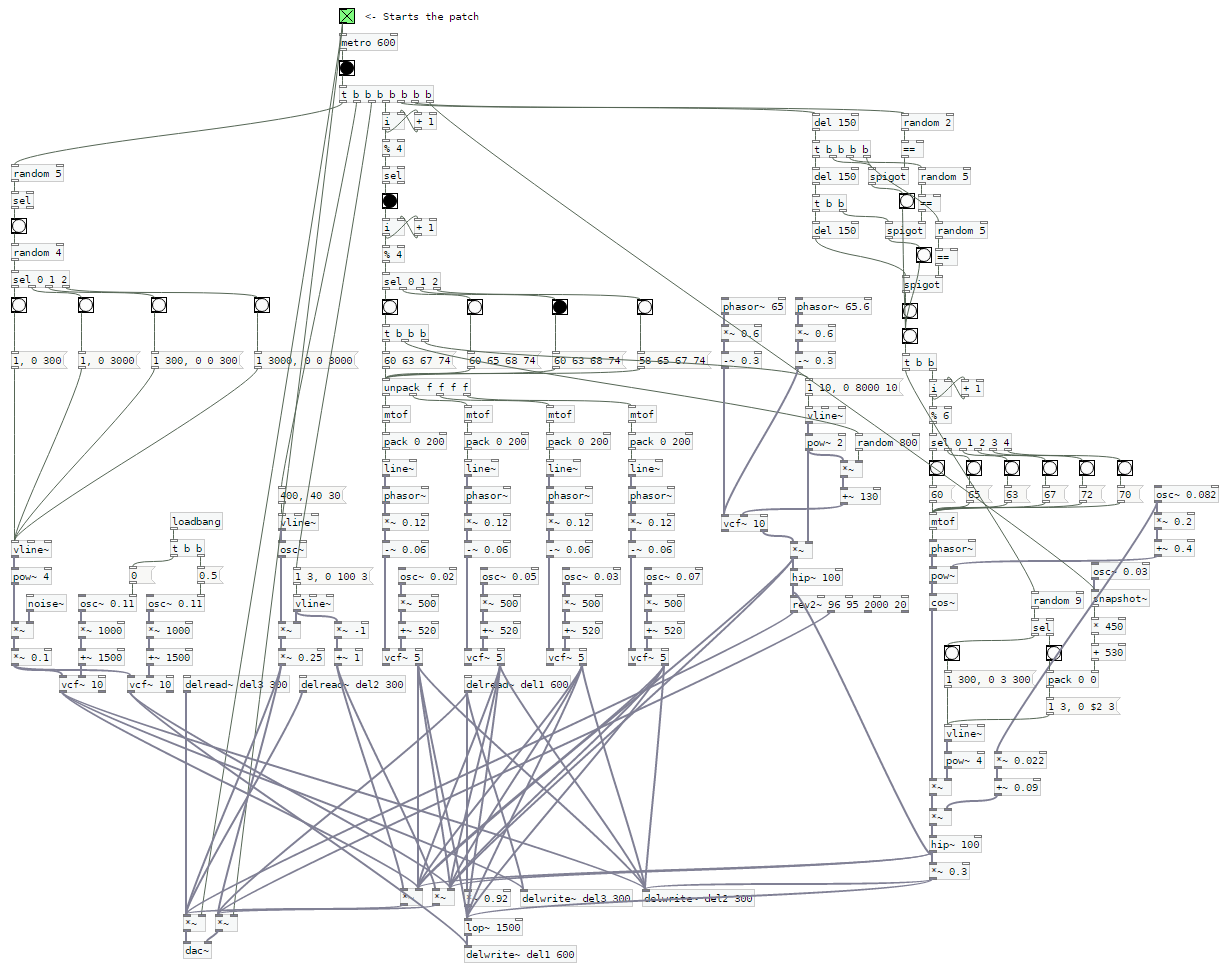 <- Starts the patch
metro 600
t b b b b b b b
i
+ 1
% 4
sel
i
+ 1
% 4
sel 0 1 2
t b b b
60 63 67 74
60 65 68 74
60 63 68 74
58 65 67 74
unpack f f f f
mtof
mtof
mtof
mtof
pack 0 200
pack 0 200
pack 0 200
pack 0 200
line~
line~
line~
line~
phasor~
phasor~
phasor~
phasor~
*~ 0.12
*~ 0.12
*~ 0.12
*~ 0.12
-~ 0.06
-~ 0.06
-~ 0.06
-~ 0.06
osc~ 0.02
osc~ 0.05
osc~ 0.03
osc~ 0.07
*~ 500
*~ 500
*~ 500
*~ 500
+~ 520
+~ 520
+~ 520
+~ 520
vcf~ 5
vcf~ 5
vcf~ 5
vcf~ 5
random 5
sel
random 4
sel 0 1 2
1, 0 300
1, 0 3000
1 300, 0 0 300
1 3000, 0 0 3000
vline~
pow~ 4
noise~
*~
*~ 0.1
loadbang
t b b
0
0.5
osc~ 0.11
osc~ 0.11
*~ 1000
*~ 1000
+~ 1500
+~ 1500
vcf~ 10
vcf~ 10
400, 40 30
vline~
osc~
1 3, 0 100 3
vline~
*~
*~ -1
*~ 0.25
+~ 1
delread~ del3 300
delread~ del2 300
delread~ del1 600
phasor~ 65
phasor~ 65.6
*~ 0.6
*~ 0.6
-~ 0.3
-~ 0.3
1 10, 0 8000 10
vline~
pow~ 2
random 800
*~
+~ 130
vcf~ 10
*~
hip~ 100
rev2~ 96 95 2000 20
del 150
random 2
t b b b b
==
del 150
spigot
random 5
t b b
==
del 150
spigot
random 5
==
spigot
t b b
i
+ 1
% 6
sel 0 1 2 3 4
60
65
63
67
72
70
mtof
phasor~
pow~
cos~
osc~ 0.082
*~ 0.2
+~ 0.4
osc~ 0.03
snapshot~
* 450
+ 530
random 9
sel
1 300, 0 3 300
pack 0 0
1 3, 0 $2 3
vline~
pow~ 4
*~ 0.022
+~ 0.09
*~
*~
hip~ 100
*~ 0.3
*~
*~
*~ 0.92
delwrite~ del3 300
delwrite~ del2 300
*~
*~
lop~ 1500
dac~
delwrite~ del1 600